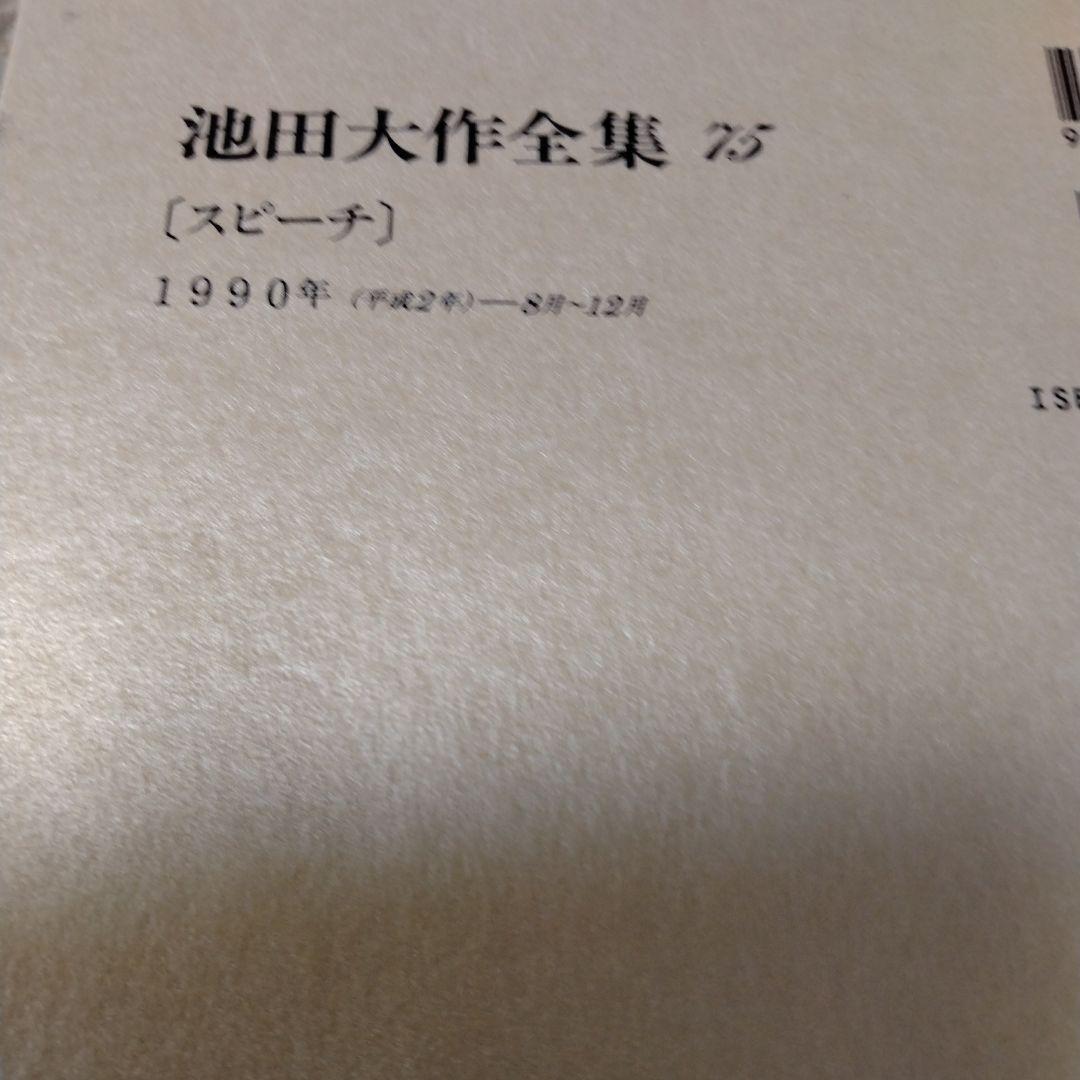 池田大作全集 75
〔スピーチ〕
1990年 (平成2年)―8月~12月
9